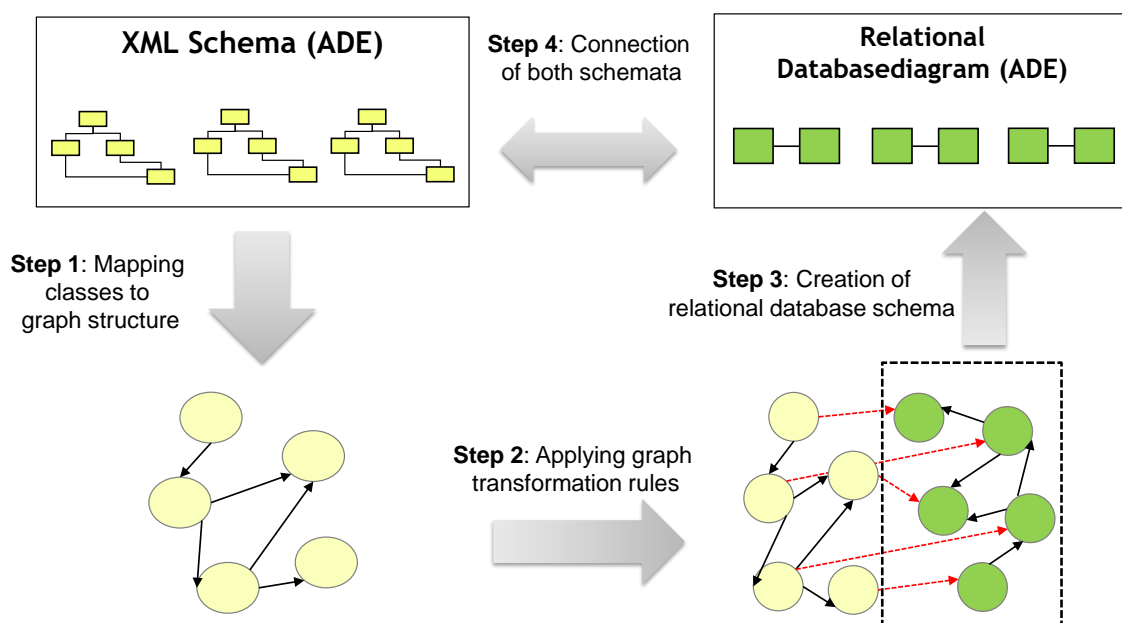 XML Schema (ADE)
Step 4: Connection
of both schemata
Relational
Databasediagram (ADE)
Step 1: Mapping
classes to
graph structure
Step 3: Creation of
relational database schema
Step 2: Applying graph
transformation rules